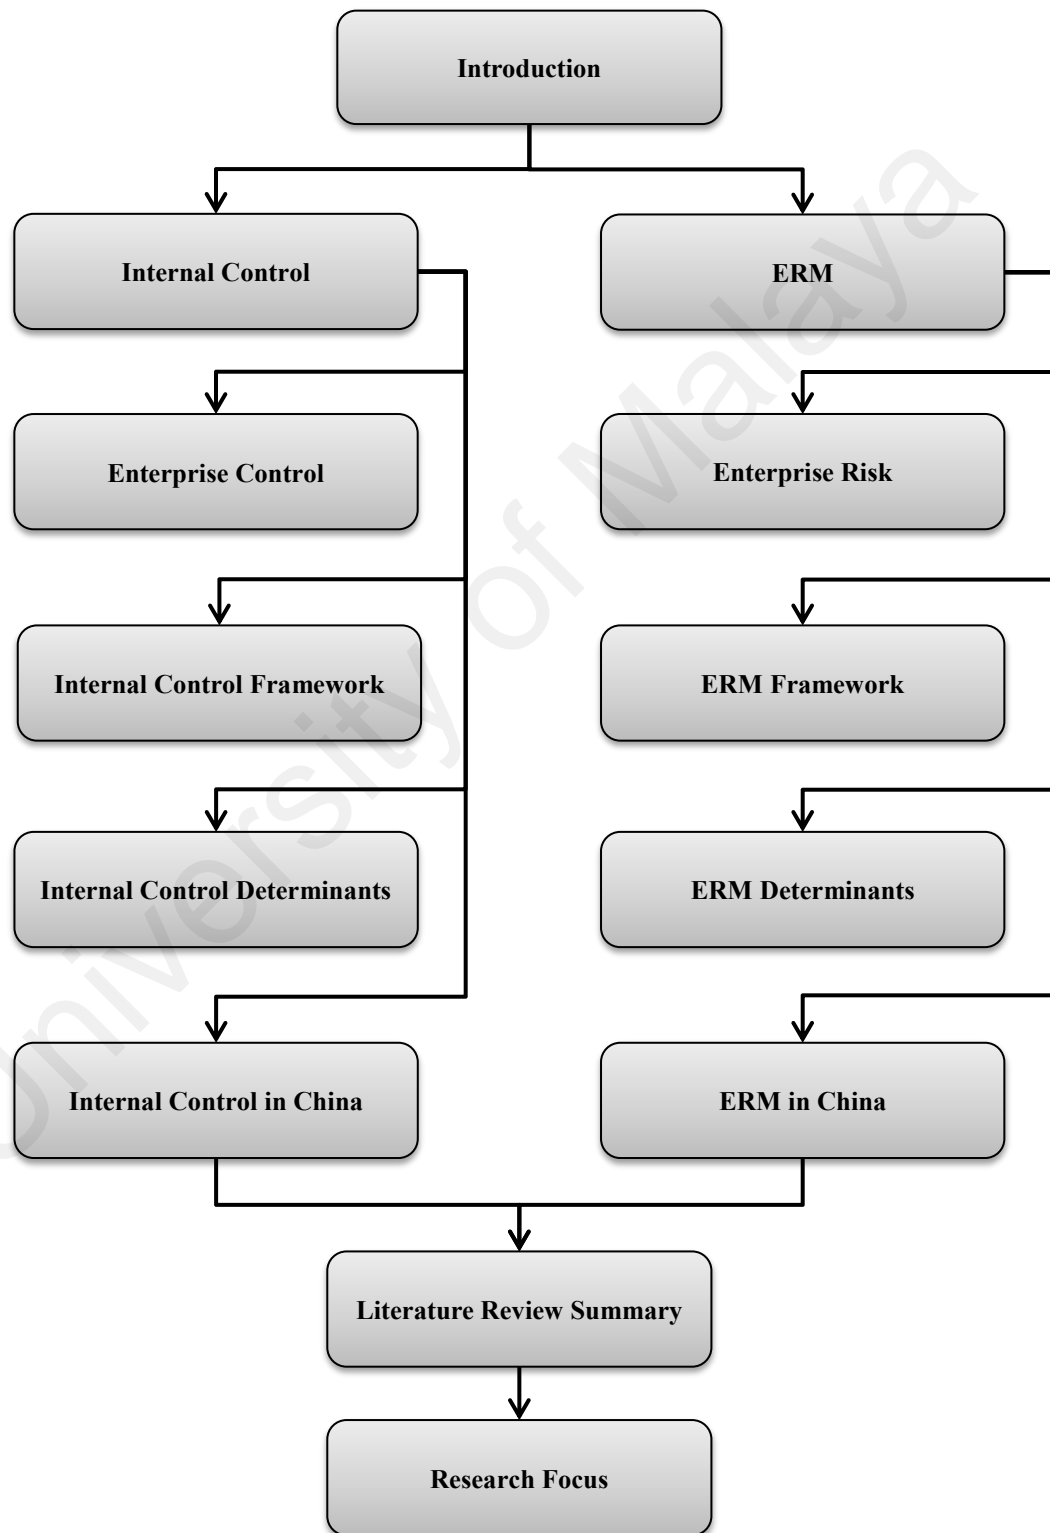 Introduction
Internal Control
ERM
Enterprise Control
Enterprise Risk
Internal Control Framework
ERM Framework
Internal Control Determinants
ERM Determinants
Internal Control in China
ERM in China
Literature Review Summary
Research Focus
University of Malaya